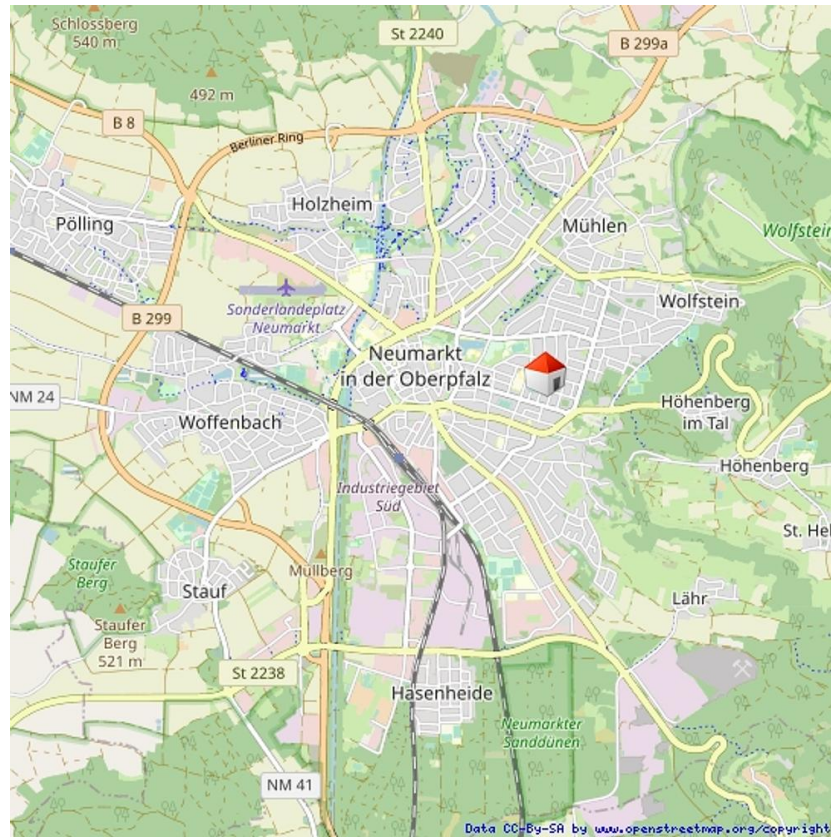 Schlossberg
540 m
St 2240
B 299a
492 m
B 8
Berliner Ring
Holzheim
Pölling
Mühlen
Wolfstein
Wolfstein
Sonderlandeplatz
Neumarkt
B 299
Neumarkt
in der Oberpfalz
NM 24
Woffenbach
Höhenberg
im Tal
Höhenberg
Industriegebiet
Süd
St. Hel
Staufer
Berg
Müllberg
Stauf
Lähr
Staufer
Berg
521 m
St 2238
Hasenheide
Neumarkter
Sanddünen
NM 41
Data CC-By-SA by www.openstreetmap.org/copyright